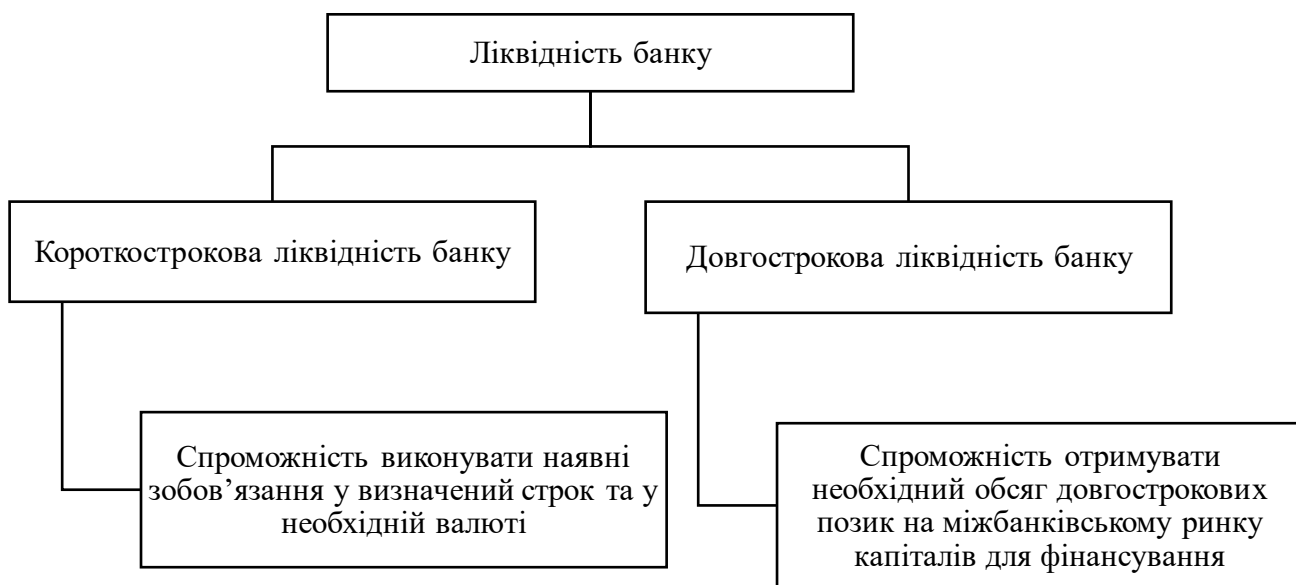 Ліквідність банку
Короткострокова ліквідність банку
Довгострокова ліквідність банку
Спроможність виконувати наявні
зобов’язання у визначений строк та у
необхідній валюті
Спроможність отримувати
необхідний обсяг довгострокових
позик на міжбанківському ринку
капіталів для фінансування